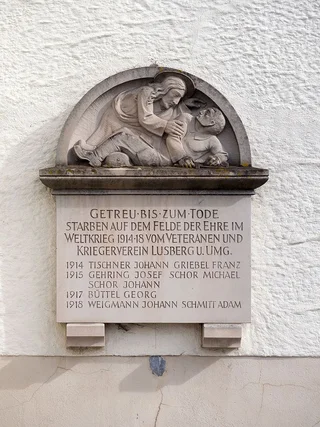 GETREU·BIS·ZUM·TODE
STARBEN AUF DEM FELDE DER EHRE IM
WELTKRIEG 1914-18 VOM VETERANEN UND
KRIEGERVEREIN LUSBERG U. UMG.
1914 TISCHNER JOHANN GRIEBEL FRANZ
1915 GEHRING JOSEF SCHOR MICHAEL
SCHOR JOHANN
1917 BÜTTEL GEORG
1918 WEIGMANN JOHANN SCHMITT ADAM